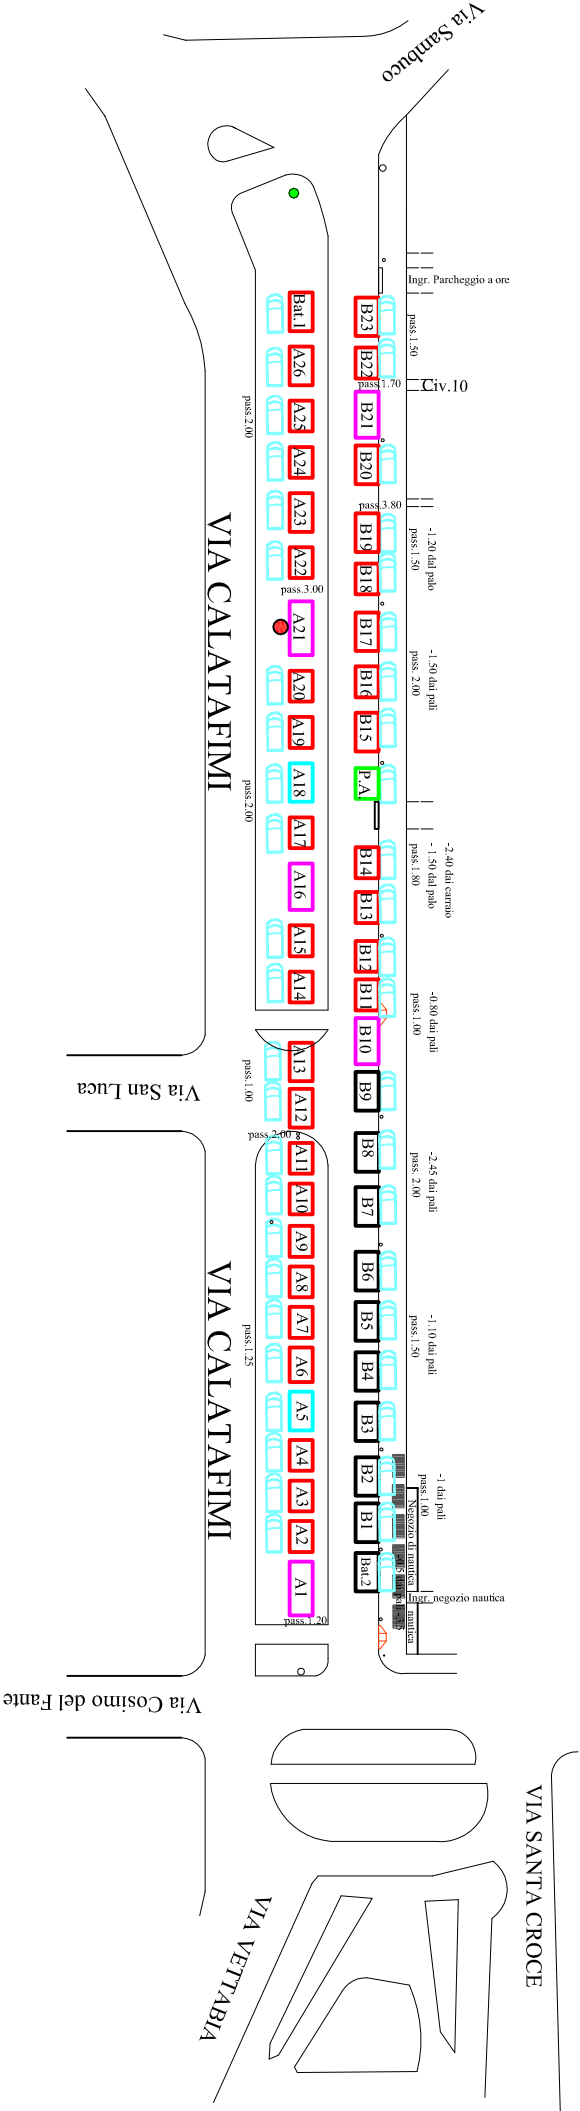 Via Sambuco
Ingr. Parcheggio a ore
Bat.1
B23
pass.1.50
A26
B22
pass.1.70
Civ.10
A25
B21
pass.2.00
A24
B20
pass.3.80
A23
B19
pass.1.50
-1.20 dal palo
A22
B18
pass.3.00
VIA CALATAFIMI
A21
B17
A20
B16
pass. 2.00
-1.50 dai pali
A19
B15
A18
P.A.
pass.2.00
A17
B14
pass.1.80
- 1.50 dal palo
-2.40 dai carraio
A16
B13
A15
B12
A14
B11
pass.1.00
-0.80 dai pali
B10
A13
Via San Luca
pass.1.00
B9
A12
pass.2.00
A11
B8
pass. 2.00
-2.45 dai pali
A10
B7
A9
B6
A8
A7
B5
pass.1.50
-1.10 dai pali
VIA CALATAFIMI
pass.1.25
A6
B4
A5
B3
A4
B2
pass.1.00
-1 dai pali
A3
B1
Negozio di nautica
A2
Bat.2
A1
Ingr. negozio nautica
nautica
pass.1.20
Via Cosimo del Fante
VIA SANTA CROCE
VIA VETTABIA